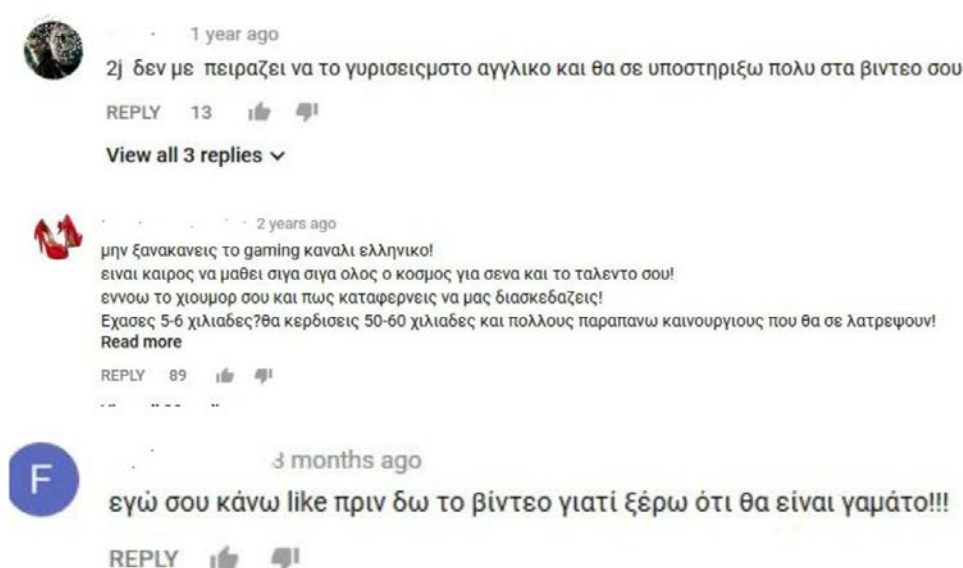 1 year ago
2j δεν με πειραζει να το γυρισειςμστο αγγλικο και θα σε υποστηριξω πολυ στα βιντεο σου
REPLY 13
View all 3 replies
2 years ago
μην ξανακανεις το gaming καναλι ελληνικο!
ειναι καιρος να μαθει σιγα σιγα ολος ο κοσμος για σενα και το ταλεντο σου!
εννοω το χιουμορ σου και πως καταφερνεις να μας διασκεδαζεις!
Εχασες 5-6 χιλιαδες?θα κερδισεις 50-60 χιλιαδες και πολλους παραπανω καινουργιους που θα σε λατρεψουν!
Read more
REPLY 89
F
3 months ago
εγώ σου κάνω like πριν δω το βίντεο γιατί ξέρω ότι θα είναι γαμάτο!!!
REPLY